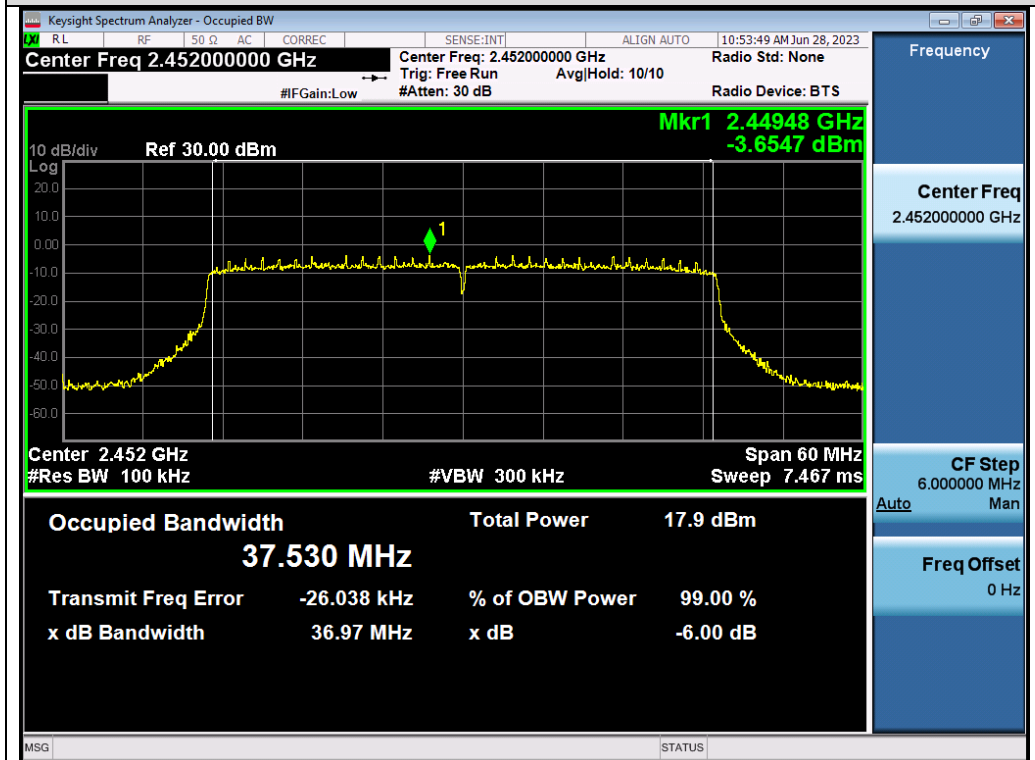 Keysight Spectrum Analyzer - Occupied BW
LXI RL RF 50 Ω AC CORREC SENSE:INT ALIGN AUTO 10:53:49 AM Jun 28, 2023
Center Freq 2.452000000 GHz
Center Freq: 2.452000000 GHz
Radio Std: None
Trig: Free Run Avg|Hold: 10/10
#IFGain:Low #Atten: 30 dB Radio Device: BTS
Frequency
Mkr1 2.44948 GHz
-3.6547 dBm
10 dB/div Ref 30.00 dBm
Log
20.0
10.0
0.00
-10.0
-20.0
-30.0
-40.0
-50.0
-60.0
1
Center 2.452 GHz Span 60 MHz
#Res BW 100 kHz #VBW 300 kHz Sweep 7.467 ms
Center Freq
2.452000000 GHz
CF Step
6.000000 MHz
Auto Man
Freq Offset
0 Hz
Occupied Bandwidth Total Power 17.9 dBm
37.530 MHz
Transmit Freq Error -26.038 kHz % of OBW Power 99.00 %
x dB Bandwidth 36.97 MHz x dB -6.00 dB
MSG STATUS